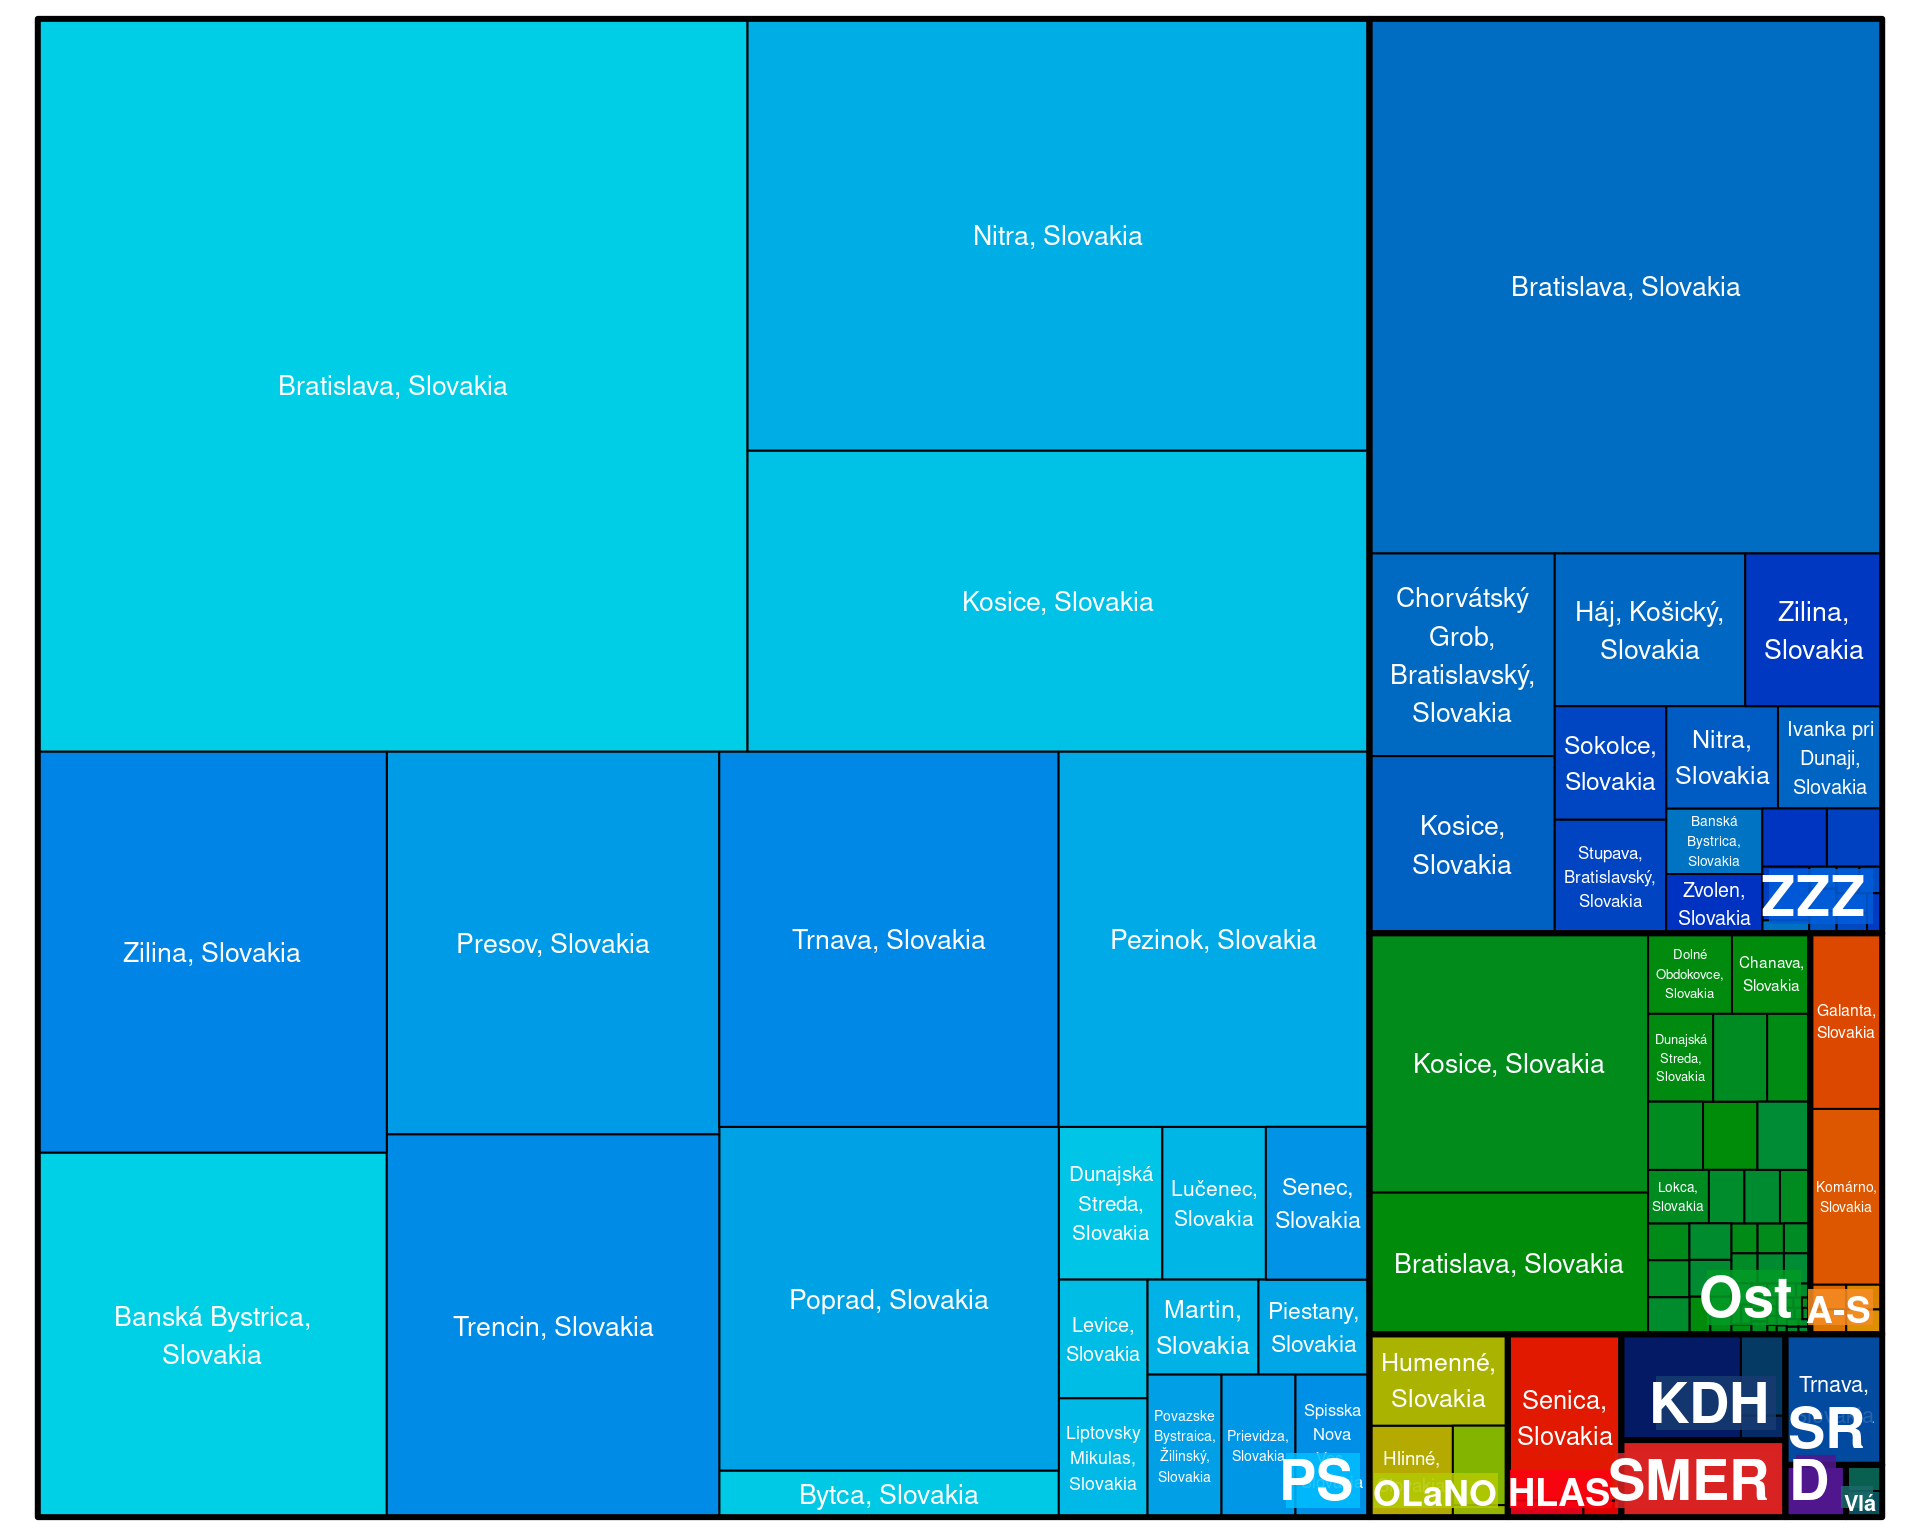 Bratislava, Slovakia
Nitra, Slovakia
Kosice, Slovakia
Zilina, Slovakia
Presov, Slovakia
Trnava, Slovakia
Pezinok, Slovakia
Banská Bystrica,
Slovakia
Trencin, Slovakia
Poprad, Slovakia
Bytca, Slovakia
Dunajská
Streda,
Slovakia
Lučenec,
Slovakia
Senec,
Slovakia
Levice,
Slovakia
Martin,
Slovakia
Piestany,
Slovakia
Liptovsky
Mikulas,
Slovakia
Povazske
Bystraica,
Žilinský,
Slovakia
Prievidza,
Slovakia
Spisska
Nova
PS
Bratislava, Slovakia
Chorvátský
Grob,
Bratislavský,
Slovakia
Háj, Košický,
Slovakia
Zilina,
Slovakia
Kosice,
Slovakia
Sokolce,
Slovakia
Nitra,
Slovakia
Ivanka pri
Dunaji,
Slovakia
Stupava,
Bratislavský,
Slovakia
Banská
Bystrica,
Slovakia
Zvolen,
Slovakia
ZZZ
Kosice, Slovakia
Dolné
Obdokovce,
Slovakia
Chanava,
Slovakia
Dunajská
Streda,
Slovakia
Lokca,
Slovakia
Bratislava, Slovakia
Ost
Galanta,
Slovakia
Komárno,
Slovakia
A-S
Humenné,
Slovakia
Hlinné,
OLaNO
Senica,
Slovakia
HLAS
KDH
SMER
Trnava,
SR
D
Vlá